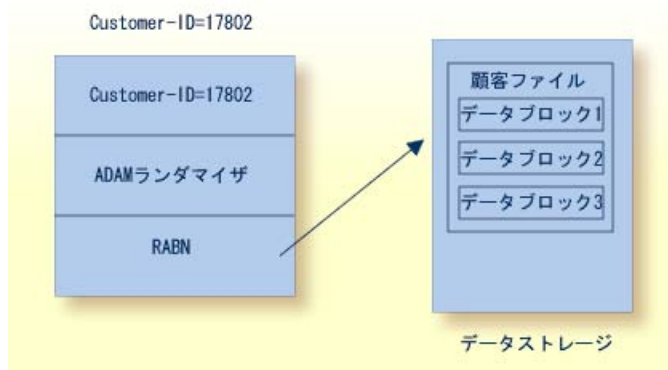 Customer-ID=17802
Customer-ID=17802
ADAMランダマイザ
RABN
顧客ファイル
データブロック1
データブロック2
データブロック3
データストレージ